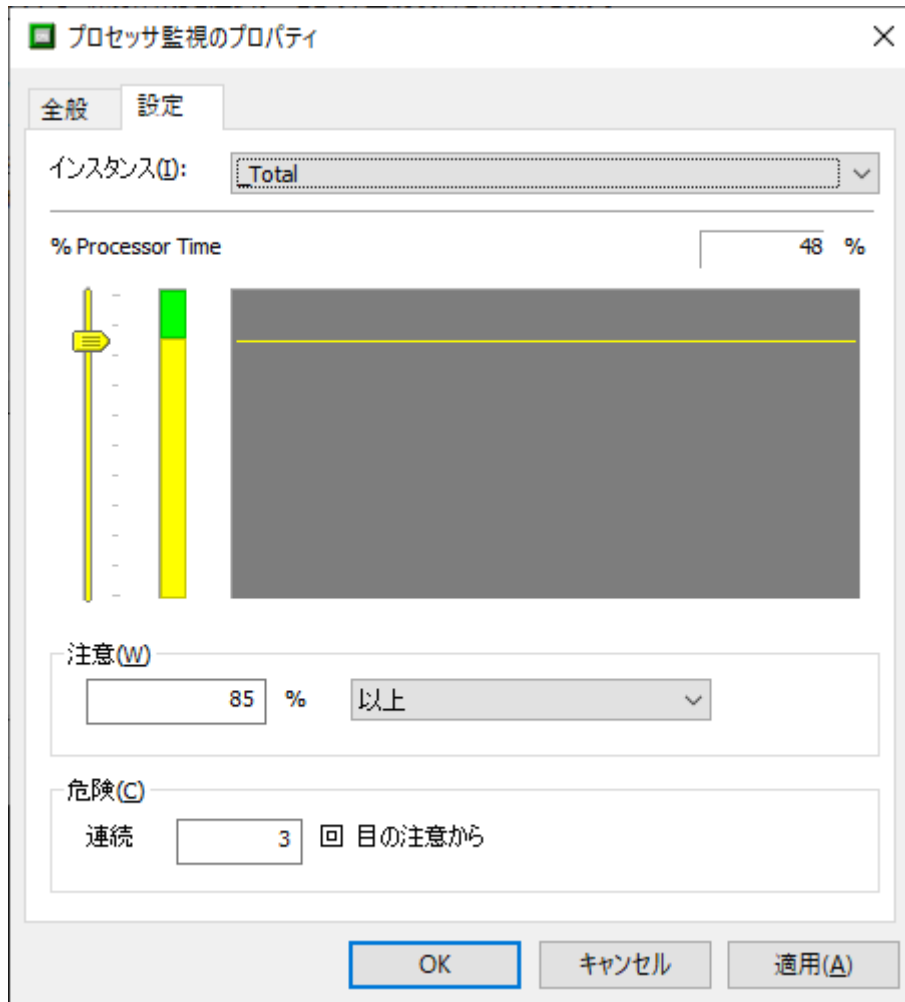 プロセッサ監視のプロパティ
全般 設定
インスタンス(I): _Total
% Processor Time 48 %
注意(W)
85 % 以上
危険(C)
連続 3 回 目の注意から
OK キャンセル 適用(A)